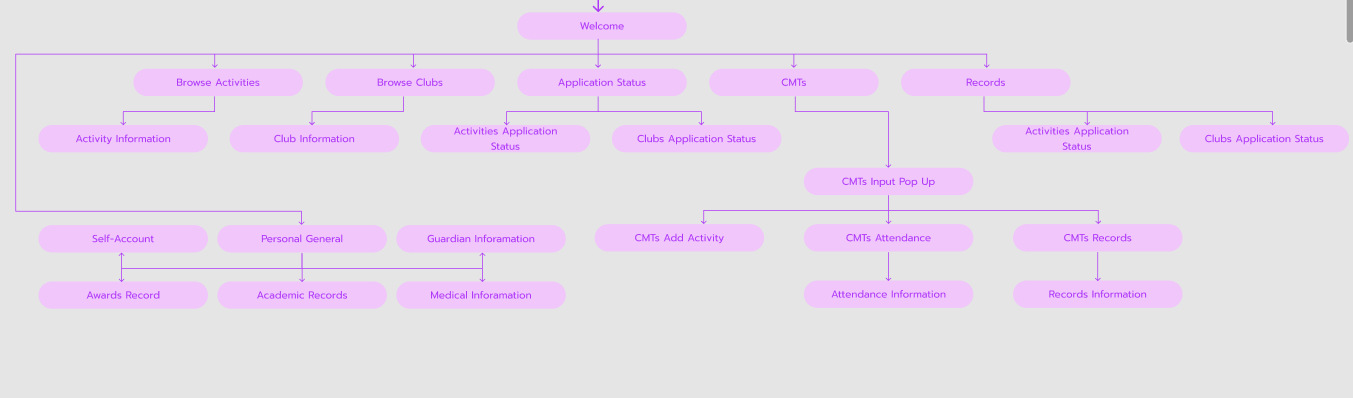 Welcome
Browse Activities
Browse Clubs
Application Status
CMTs
Records
Activity Information
Club Information
Activities Application
Status
Clubs Application Status
Activities Application
Status
Clubs Application Status
CMTs Input Pop Up
Self-Account
Personal General
Guardian Inforamation
CMTs Add Activity
CMTs Attendance
CMTs Records
Awards Record
Academic Records
Medical Inforamation
Attendance Information
Records Information